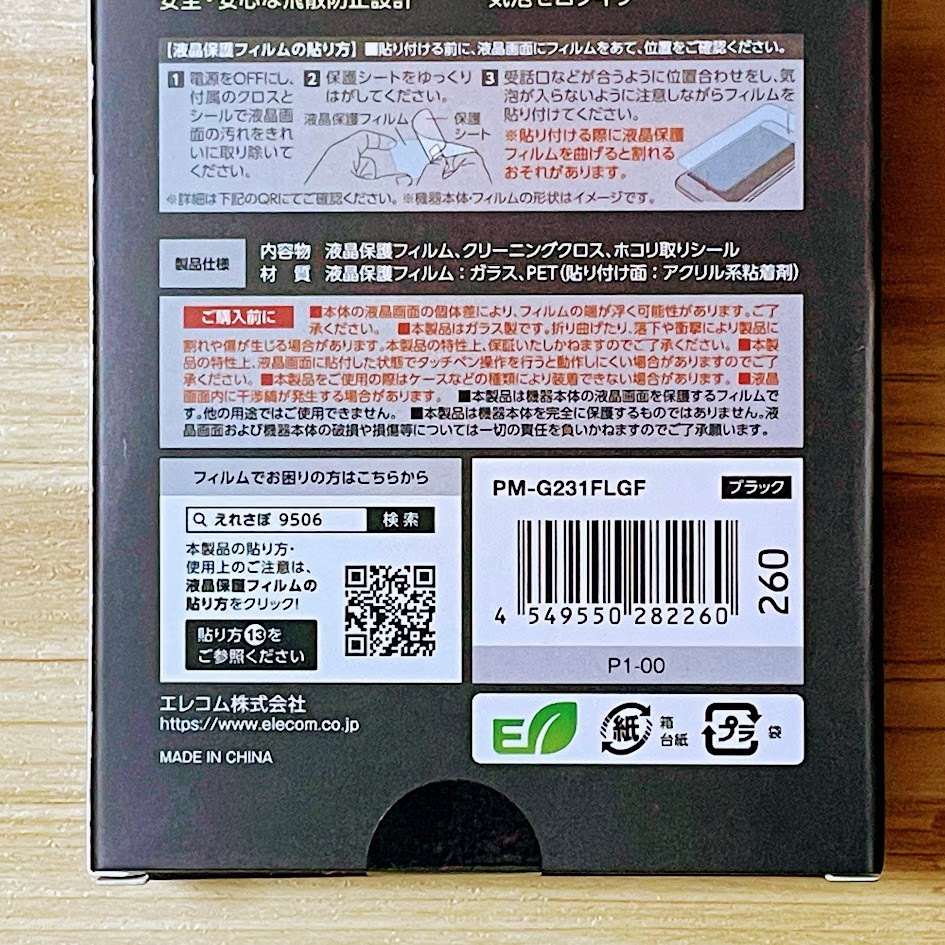 安全・安心な飛散防止設計
気泡ゼロタイプ
【液晶保護フィルムの貼り方】■貼り付ける前に、液晶画面にフィルムをあて、位置をご確認ください。
1 電源をOFFにし、
付属のクロスと
シールで液晶画
面の汚れをきれ
いに取り除いて
ください。
2 保護シートをゆっくり
はがしてください。
液晶保護フィルム
保護
シート
3 受話口などが合うように位置合わせをし、気
泡が入らないように注意しながらフィルムを
貼り付けてください。
※貼り付ける際に液晶保護
フィルムを曲げると割れる
おそれがあります。
※詳細は下記のQRにてご確認ください。※機器本体・フィルムの形状はイメージです。
製品仕様
内容物 液晶保護フィルム、クリーニングクロス、ホコリ取りシール
材 質 液晶保護フィルム：ガラス、PET（貼り付け面：アクリル系粘着剤）
ご購入前に ■本体の液晶画面の個体差により、フィルムの端が浮く可能性があります。ご了
承ください。 ■本製品はガラス製です。折り曲げたり、落下や衝撃により製品に
割れや傷が生じる場合があります。本製品の特性上、保証いたしかねますのでご了承ください。 ■本製品
の特性上、液晶画面に貼付した状態でタッチペン操作を行うと動作しにくい場合がありますのでご了
承ください。 ■本製品をご使用の際はケースなどの種類により装着できない場合があります。 ■液晶
画面内に干渉縞が発生する場合があります。 ■本製品は機器本体の液晶画面を保護するフィルムで
す。他の用途ではご使用できません。 ■本製品は機器本体を完全に保護するものではありません。液
晶画面および機器本体の破損や損傷等については一切の責任を負いかねますのでご了承願います。
フィルムでお困りの方はこちらから
えれさぽ 9506 検索
本製品の貼り方・
使用上のご注意は、
液晶保護フィルムの
貼り方をクリック!
貼り方⑬を
ご参照ください
PM-G231FLGF ブラック
4 549550 282260
260
P1-00
エレコム株式会社
https://www.elecom.co.jp
MADE IN CHINA
E
紙 箱
台紙
プラ 袋